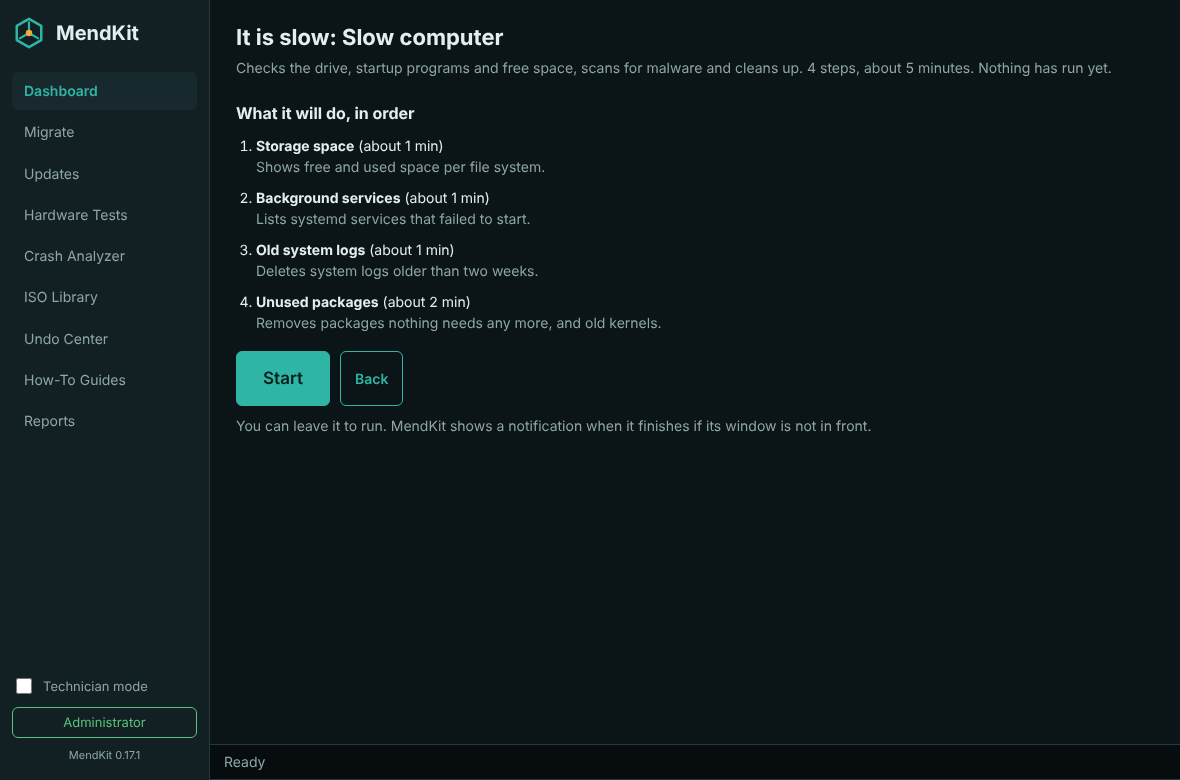 MendKit
Dashboard
Migrate
Updates
Hardware Tests
Crash Analyzer
ISO Library
Undo Center
How-To Guides
Reports
Technician mode
Administrator
MendKit 0.17.1
It is slow: Slow computer
Checks the drive, startup programs and free space, scans for malware and cleans up. 4 steps, about 5 minutes. Nothing has run yet.
What it will do, in order
1. Storage space (about 1 min)
Shows free and used space per file system.
2. Background services (about 1 min)
Lists systemd services that failed to start.
3. Old system logs (about 1 min)
Deletes system logs older than two weeks.
4. Unused packages (about 2 min)
Removes packages nothing needs any more, and old kernels.
Start
Back
You can leave it to run. MendKit shows a notification when it finishes if its window is not in front.
Ready